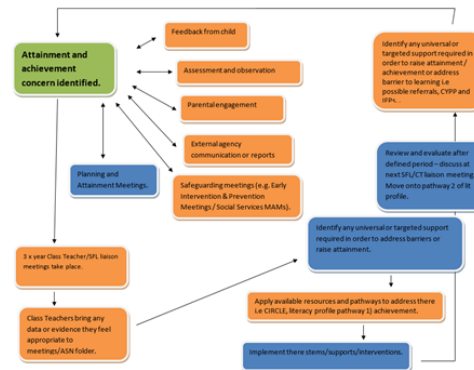 Attainment and
achievement
concern identified.
Feedback from child
Assessment and observation
Parental engagement
External agency
communication or reports
Safeguarding meetings (e.g. Early
Intervention & Prevention
Meetings / Social Services MAMs).
Planning and
Attainment Meetings.
3 x year Class Teacher/SFL liaison
meetings take place.
Class Teachers bring any
data or evidence they feel
appropriate to
meetings/ASN folder.
Identify any universal or
targeted support required in
order to raise attainment /
achievement or address
barrier to learning i.e
possible referrals, CYPP and
IEPs...
Review and evaluate after
defined period – discuss at
next SFL/CT liaison meeting
Move onto pathway 2 of lit
profile.
Identify any universal or targeted support
required in order to address barriers or
raise attainment.
Apply available resources and pathways to address there
i.e CIRCLE, literacy profile pathway 1) achievement.
Implement there stems/supports/interventions.